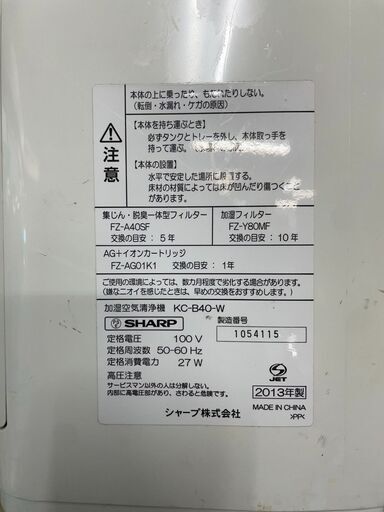 本体の上に乗ったり、もたれたりしない。
(転倒・水漏れ・ケガの原因)
注意
【本体を持ち運ぶとき】
必ずタンクとトレーを外し、本体取っ手を
持って運ぶ。
【本体の設置】
水平で安定した場所に設置する。
床材の材質によっては床が凹んだり傷つくことが
あります。
集じん・脱臭一体型フィルター
FZ-A40SF
交換の目安:5年
加湿フィルター
FZ-Y80MF
交換の目安:10年
AG+イオンカートリッジ
FZ-AG01K1 交換の目安:1年
ご使用の環境によっては、数カ月程度で劣化する場合があります。
(嫌なニオイを感じたときは、早めの交換をおすすめします。)
加湿空気清浄機 KC-B40-W
SHARP
製造番号
1054115
定格電圧 100 V
定格周波数 50-60 Hz
定格消費電力 27 W
高圧注意
サービスマン以外の人は分解しない。
内部に高電圧部があり、さわると危険です。
シャープ株式会社
S
JET
2013年製
MADE IN CHINA
>PP<